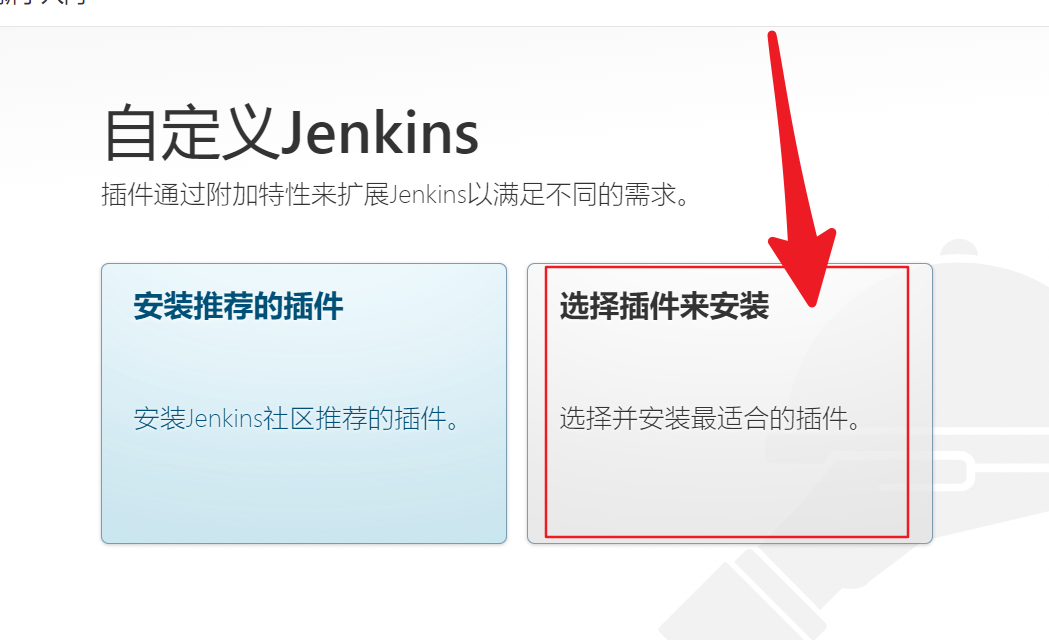 自定义Jenkins
插件通过附加特性来扩展Jenkins以满足不同的需求。
安装推荐的插件
安装Jenkins社区推荐的插件。
选择插件来安装
选择并安装最适合的插件。